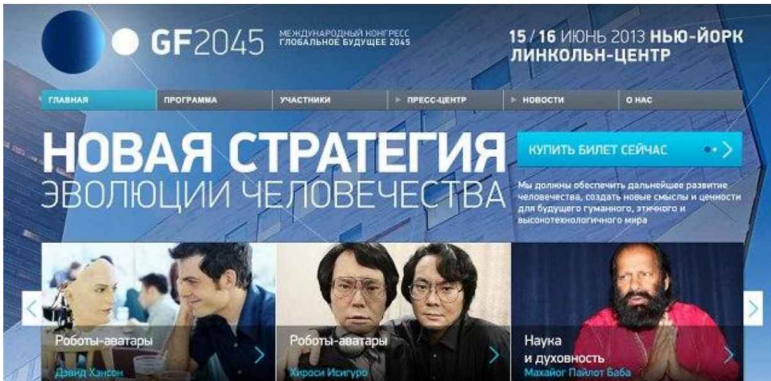 GF2045
МЕЖДУНАРОДНЫЙ КОНГРЕСС
ГЛОБАЛЬНОЕ БУДУЩЕЕ 2045
15/16 ИЮНЬ 2013 НЬЮ-ЙОРК
ЛИНКОЛЬН-ЦЕНТР
ГЛАВНАЯ ПРОГРАММА УЧАСТНИКИ ПРЕСС-ЦЕНТР НОВОСТИ О НАС
НОВАЯ СТРАТЕГИЯ
ЭВОЛЮЦИИ ЧЕЛОВЕЧЕСТВА
КУПИТЬ БИЛЕТ СЕЙЧАС
Мы должны обеспечить дальнейшее развитие
человечества, создать новые смыслы и ценности
для будущего гуманного, этичного и
высокотехнологичного мира
Роботы-аватары
Дэвид Хэнсон
Роботы-аватары
Хироси Исигуро
Наука
и духовность
Махайог Пайлот Баба